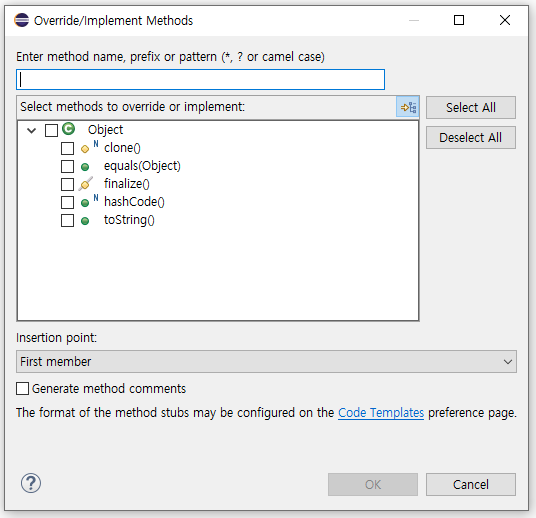 Override/Implement Methods
Enter method name, prefix or pattern (*, ? or camel case)
Select methods to override or implement:
Select All
Deselect All
C Object
N clone()
equals(Object)
finalize()
N hashCode()
toString()
Insertion point:
First member
Generate method comments
The format of the method stubs may be configured on the Code Templates preference page.
?
OK
Cancel